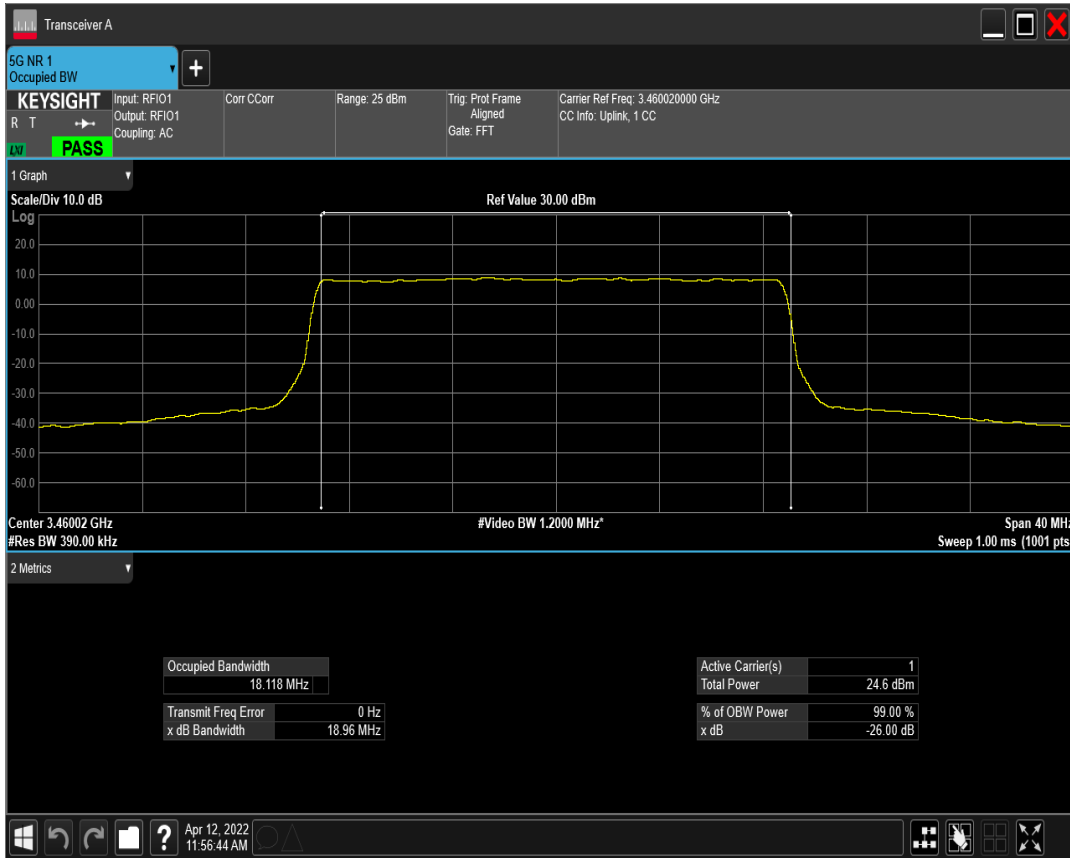 Transceiver A
5G NR 1
Occupied BW
+
KEYSIGHT
R T
LXI
PASS
Input: RFIO1
Output: RFIO1
Coupling: AC
Corr CCorr
Range: 25 dBm
Trig: Prot Frame
Aligned
Gate: FFT
Carrier Ref Freq: 3.460020000 GHz
CC Info: Uplink, 1 CC
1 Graph
Scale/Div 10.0 dB
Ref Value 30.00 dBm
Log
20.0
10.0
0.00
-10.0
-20.0
-30.0
-40.0
-50.0
-60.0
Center 3.46002 GHz
#Video BW 1.2000 MHz*
Span 40 MHz
#Res BW 390.00 kHz
Sweep 1.00 ms (1001 pts
2 Metrics
Occupied Bandwidth
18.118 MHz
Transmit Freq Error 0 Hz
x dB Bandwidth 18.96 MHz
Active Carrier(s) 1
Total Power 24.6 dBm
% of OBW Power 99.00 %
x dB -26.00 dB
?
Apr 12, 2022
11:56:44 AM